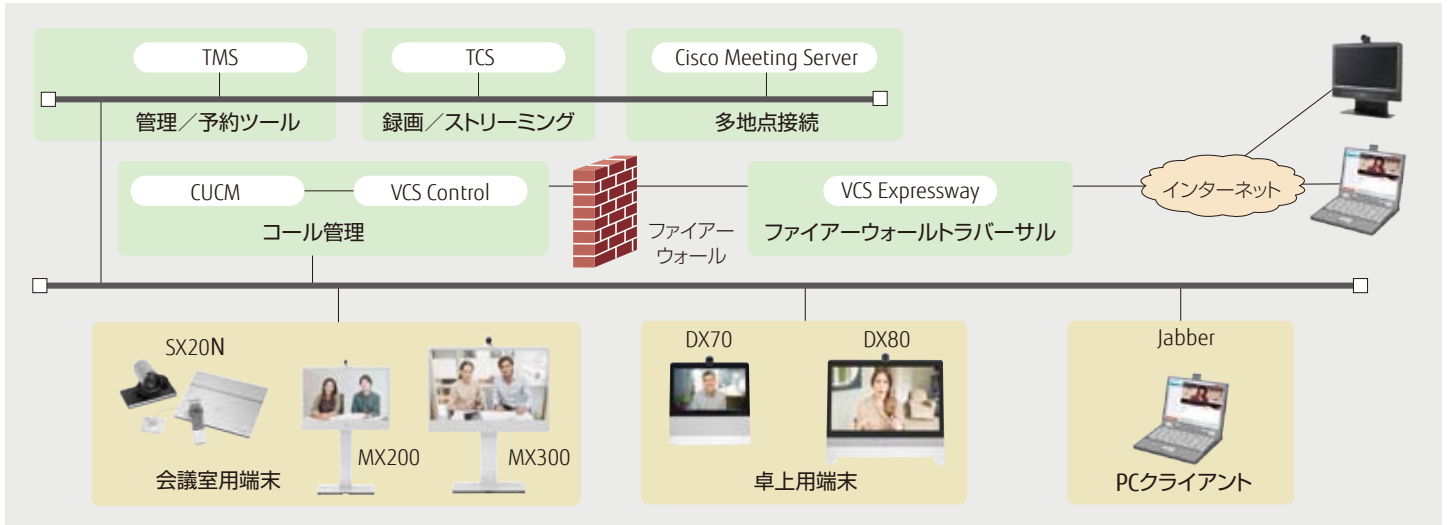 TMS
TCS
Cisco Meeting Server
管理／予約ツール
録画／ストリーミング
多地点接続
CUCM
VCS Control
コール管理
ファイアー
ウォール
VCS Expressway
ファイアーウォールトラバーサル
インターネット
SX20N
MX200
MX300
会議室用端末
DX70
DX80
卓上用端末
Jabber
PCクライアント